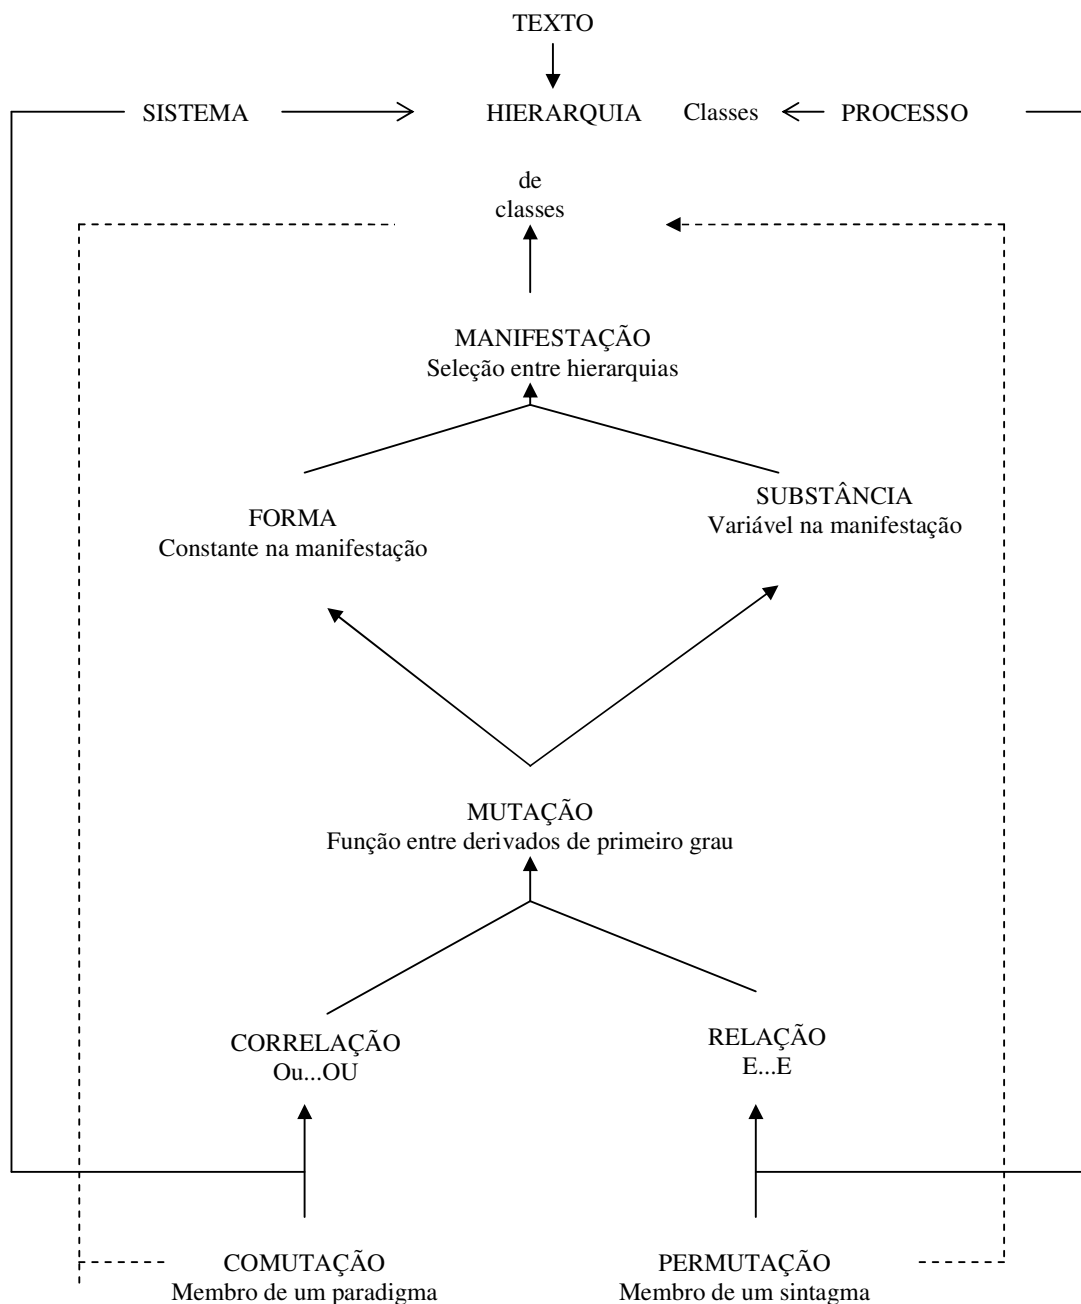 TEXTO
SISTEMA HIERARQUIA Classes PROCESSO
de
classes
MANIFESTAÇÃO
Seleção entre hierarquias
FORMA
Constante na manifestação
SUBSTÂNCIA
Variável na manifestação
MUTAÇÃO
Função entre derivados de primeiro grau
CORRELAÇÃO
Ou...OU
RELAÇÃO
E...E
COMUTAÇÃO
Membro de um paradigma
PERMUTAÇÃO
Membro de um sintagma